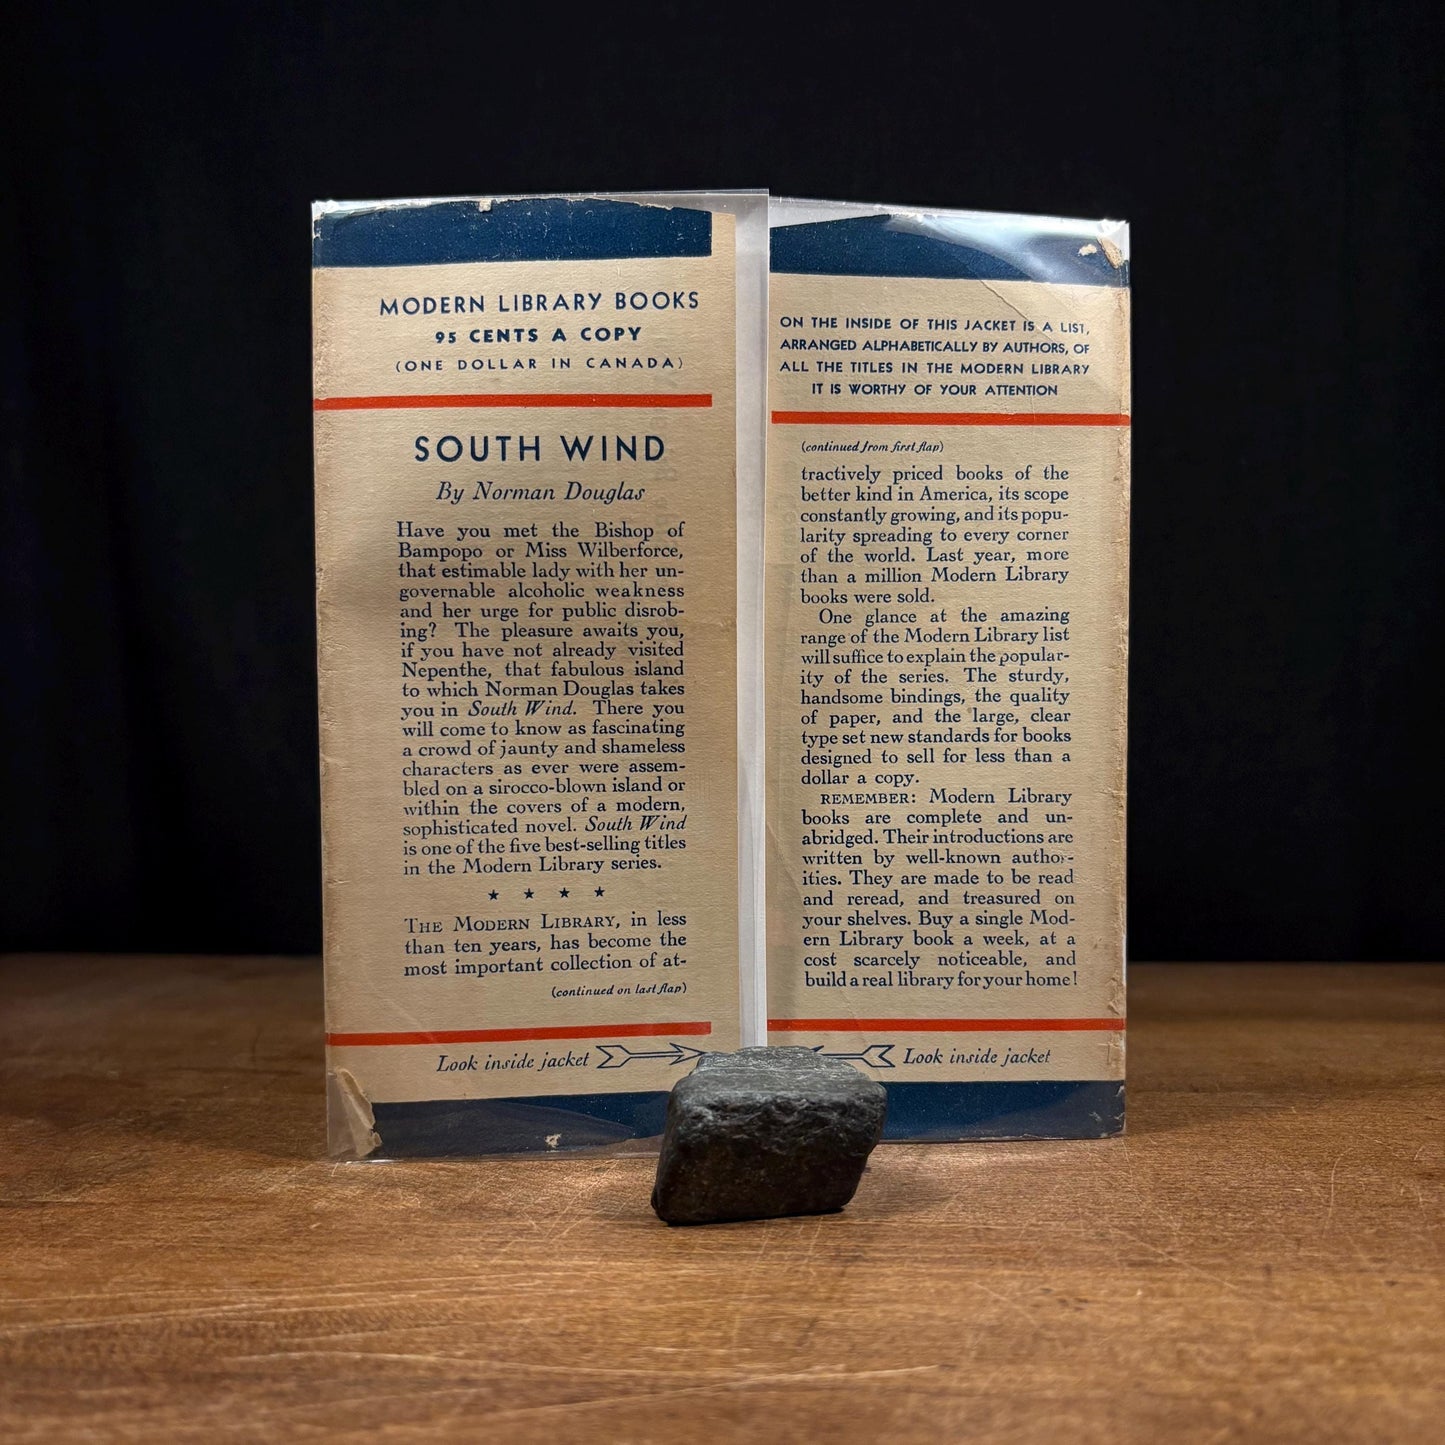 MODERN LIBRARY BOOKS
95 CENTS A COPY
(ONE DOLLAR IN CANADA)
SOUTH WIND
By Norman Douglas
Have you met the Bishop of
Bampopo or Miss Wilberforce,
that estimable lady with her un-
governable alcoholic weakness
and her urge for public disrob-
ing? The pleasure awaits you,
if you have not already visited
Nepenthe, that fabulous island
to which Norman Douglas takes
you in South Wind. There you
will come to know as fascinating
a crowd of jaunty and shameless
characters as ever were assem-
bled on a sirocco-blown island or
within the covers of a modern,
sophisticated novel. South Wind
is one of the five best-selling titles
in the Modern Library series.
★ ★ ★ ★
THE MODERN LIBRARY, in less
than ten years, has become the
most important collection of at-
(continued on last flap)
Look inside jacket
ON THE INSIDE OF THIS JACKET IS A LIST,
ARRANGED ALPHABETICALLY BY AUTHORS, OF
ALL THE TITLES IN THE MODERN LIBRARY
IT IS WORTHY OF YOUR ATTENTION
(continued from first flap)
tractively priced books of the
better kind in America, its scope
constantly growing, and its popu-
larity spreading to every corner
of the world. Last year, more
than a million Modern Library
books were sold.
One glance at the amazing
range of the Modern Library list
will suffice to explain the popular-
ity of the series. The sturdy,
handsome bindings, the quality
of paper, and the large, clear
type set new standards for books
designed to sell for less than a
dollar a copy.
REMEMBER: Modern Library
books are complete and un-
abridged. Their introductions are
written by well-known author-
ities. They are made to be read
and reread, and treasured on
your shelves. Buy a single Mod-
ern Library book a week, at a
cost scarcely noticeable, and
build a real library for your home!
Look inside jacket